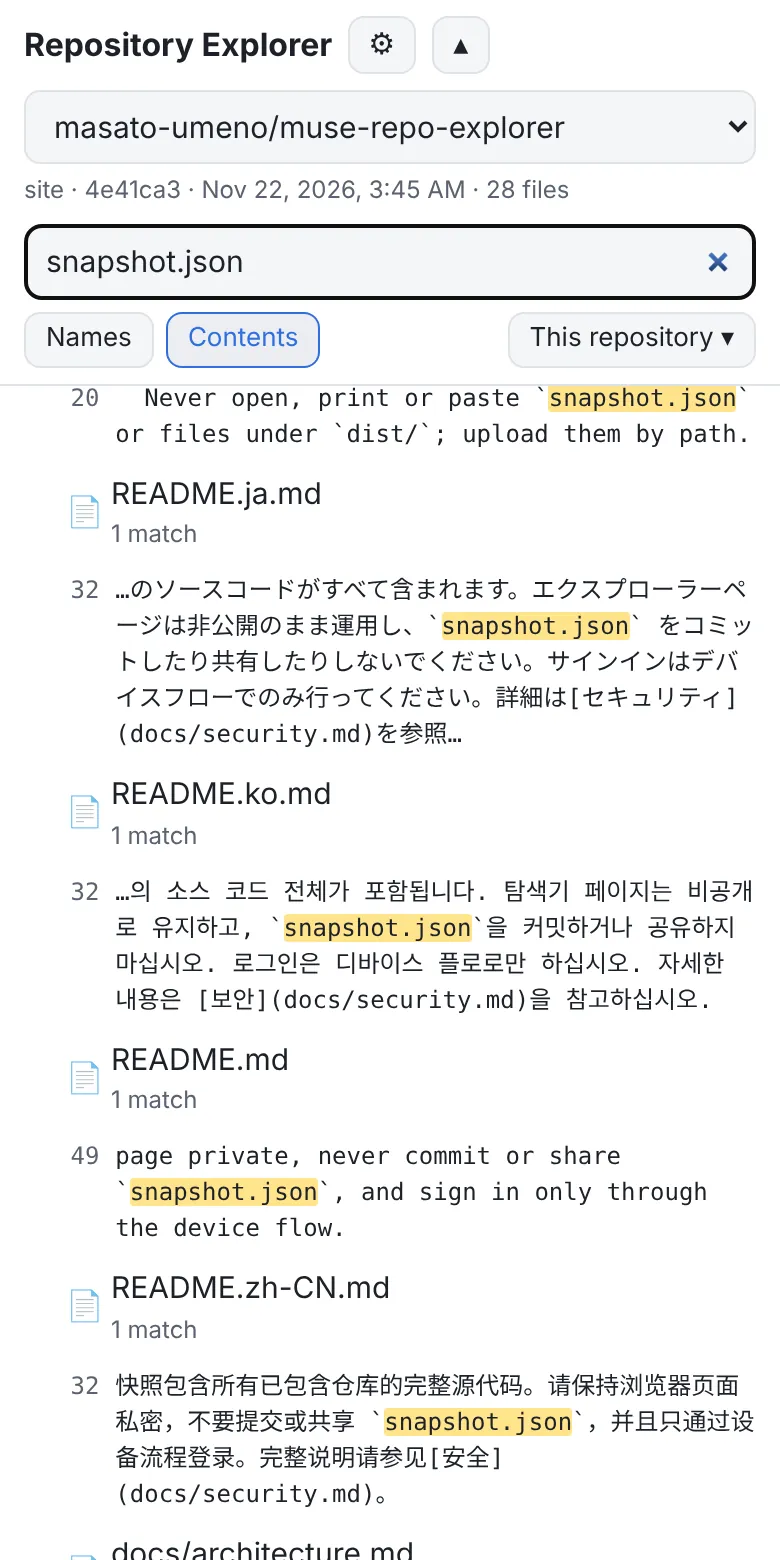 Repository Explorer ⚙ ▲
masato-umeno/muse-repo-explorer
site · 4e41ca3 · Nov 22, 2026, 3:45 AM · 28 files
snapshot.json ×
Names Contents This repository ▾
20 Never open, print or paste `snapshot.json`
or files under `dist/`; upload them by path.
README.ja.md
1 match
32 …のソースコードがすべて含まれます。エクスプローラーペ
ージは非公開のまま運用し、`snapshot.json` をコミッ
トしたり共有したりしないでください。サインインはデバ
イスフローでのみ行ってください。詳細は[セキュリティ]
(docs/security.md)を参照…
README.ko.md
1 match
32 …의 소스 코드 전체가 포함됩니다. 탐색기 페이지는 비공개
로 유지하고, `snapshot.json`을 커밋하거나 공유하지
마십시오. 로그인은 디바이스 플로로만 하십시오. 자세한
내용은 [보안](docs/security.md)을 참고하십시오.
README.md
1 match
49 page private, never commit or share
`snapshot.json`, and sign in only through
the device flow.
README.zh-CN.md
1 match
32 快照包含所有已包含仓库的完整源代码。请保持浏览器页面
私密，不要提交或共享 `snapshot.json`，并且只通过设
备流程登录。完整说明请参见[安全]
(docs/security.md)。
docs/architecture.md